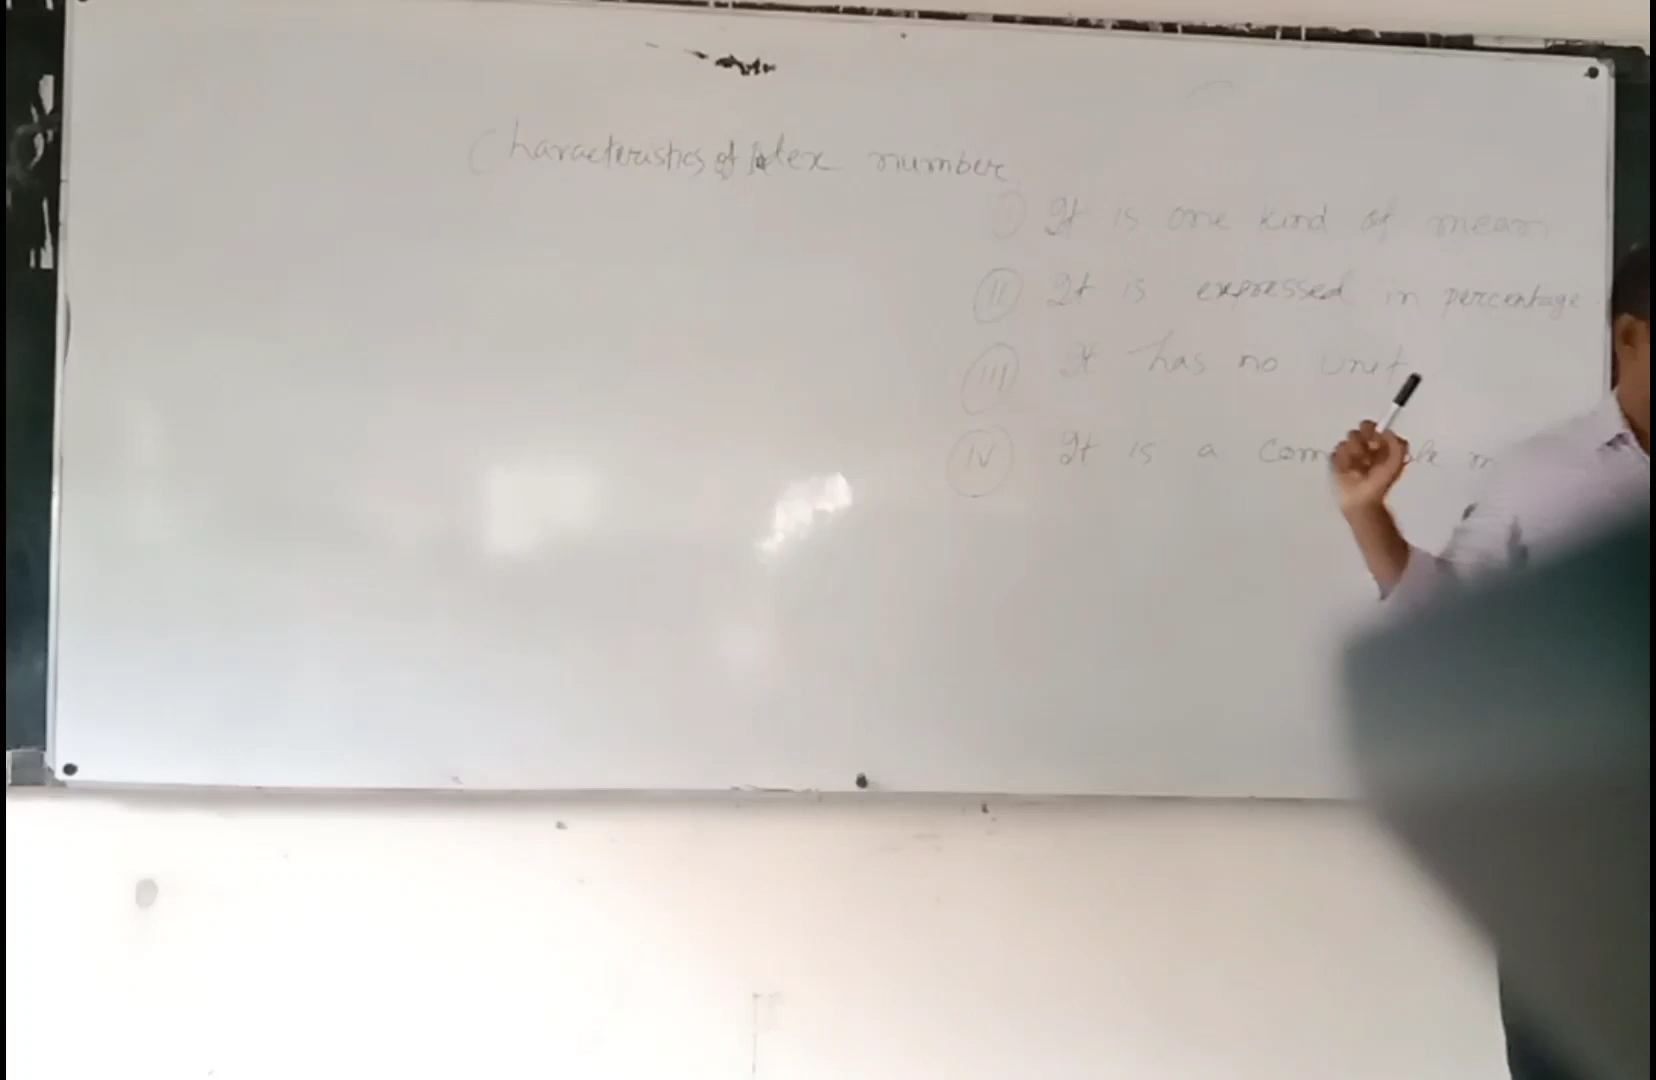 Characteristics of Index number
(I) It is one kind of mean
(II) It is expressed in percentage
(III) It has no unit
(IV) It is a